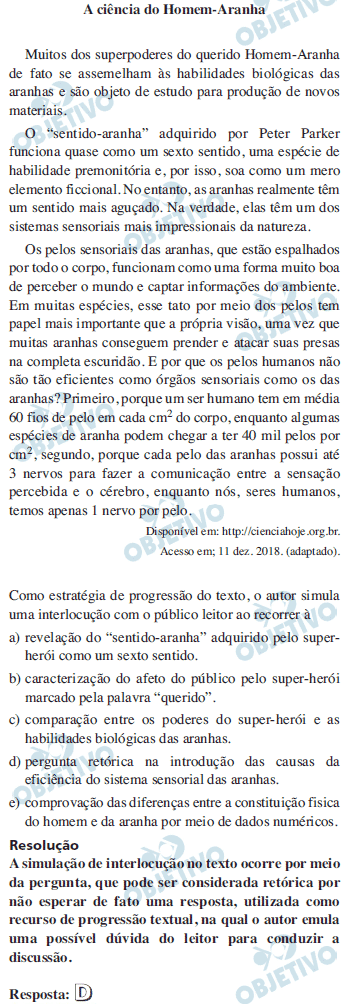 A ciência do Homem-Aranha
Muitos dos superpoderes do querido Homem-Aranha
de fato se assemelham às habilidades biológicas das
aranhas e são objeto de estudo para produção de novos
materiais.
O “sentido-aranha” adquirido por Peter Parker
funciona quase como um sexto sentido, uma espécie de
habilidade premonitória e, por isso, soa como um mero
elemento ficcional. No entanto, as aranhas realmente têm
um sentido mais aguçado. Na verdade, elas têm um dos
sistemas sensoriais mais impressionais da natureza.
Os pelos sensoriais das aranhas, que estão espalhados
por todo o corpo, funcionam como uma forma muito boa
de perceber o mundo e captar informações do ambiente.
Em muitas espécies, esse tato por meio dos pelos tem
papel mais importante que a própria visão, uma vez que
muitas aranhas conseguem prender e atacar suas presas
na completa escuridão. E por que os pelos humanos não
são tão eficientes como órgãos sensoriais como os das
aranhas? Primeiro, porque um ser humano tem em média
60 fios de pelo em cada cm² do corpo, enquanto algumas
espécies de aranha podem chegar a ter 40 mil pelos por
cm², segundo, porque cada pelo das aranhas possui até
3 nervos para fazer a comunicação entre a sensação
percebida e o cérebro, enquanto nós, seres humanos,
temos apenas 1 nervo por pelo.
Disponível em: http://cienciahoje.org.br.
Acesso em; 11 dez. 2018. (adaptado).
Como estratégia de progressão do texto, o autor simula
uma interlocução com o público leitor ao recorrer à
a) revelação do “sentido-aranha” adquirido pelo super-
herói como um sexto sentido.
b) caracterização do afeto do público pelo super-herói
marcado pela palavra “querido”.
c) comparação entre os poderes do super-herói e as
habilidades biológicas das aranhas.
d) pergunta retórica na introdução das causas da
eficiência do sistema sensorial das aranhas.
e) comprovação das diferenças entre a constituição física
do homem e da aranha por meio de dados numéricos.
Resolução
A simulação de interlocução no texto ocorre por meio
da pergunta, que pode ser considerada retórica por
não esperar de fato uma resposta, utilizada como
recurso de progressão textual, na qual o autor emula
uma possível dúvida do leitor para conduzir a
discussão.
Resposta: D
OBJETIVO
OBJETIVO
OBJETIVO
OBJETIVO
OBJETIVO
OBJETIVO
OBJETIVO
OBJETIVO
OBJETIVO
OBJETIVO
OBJETIVO
OBJETIVO